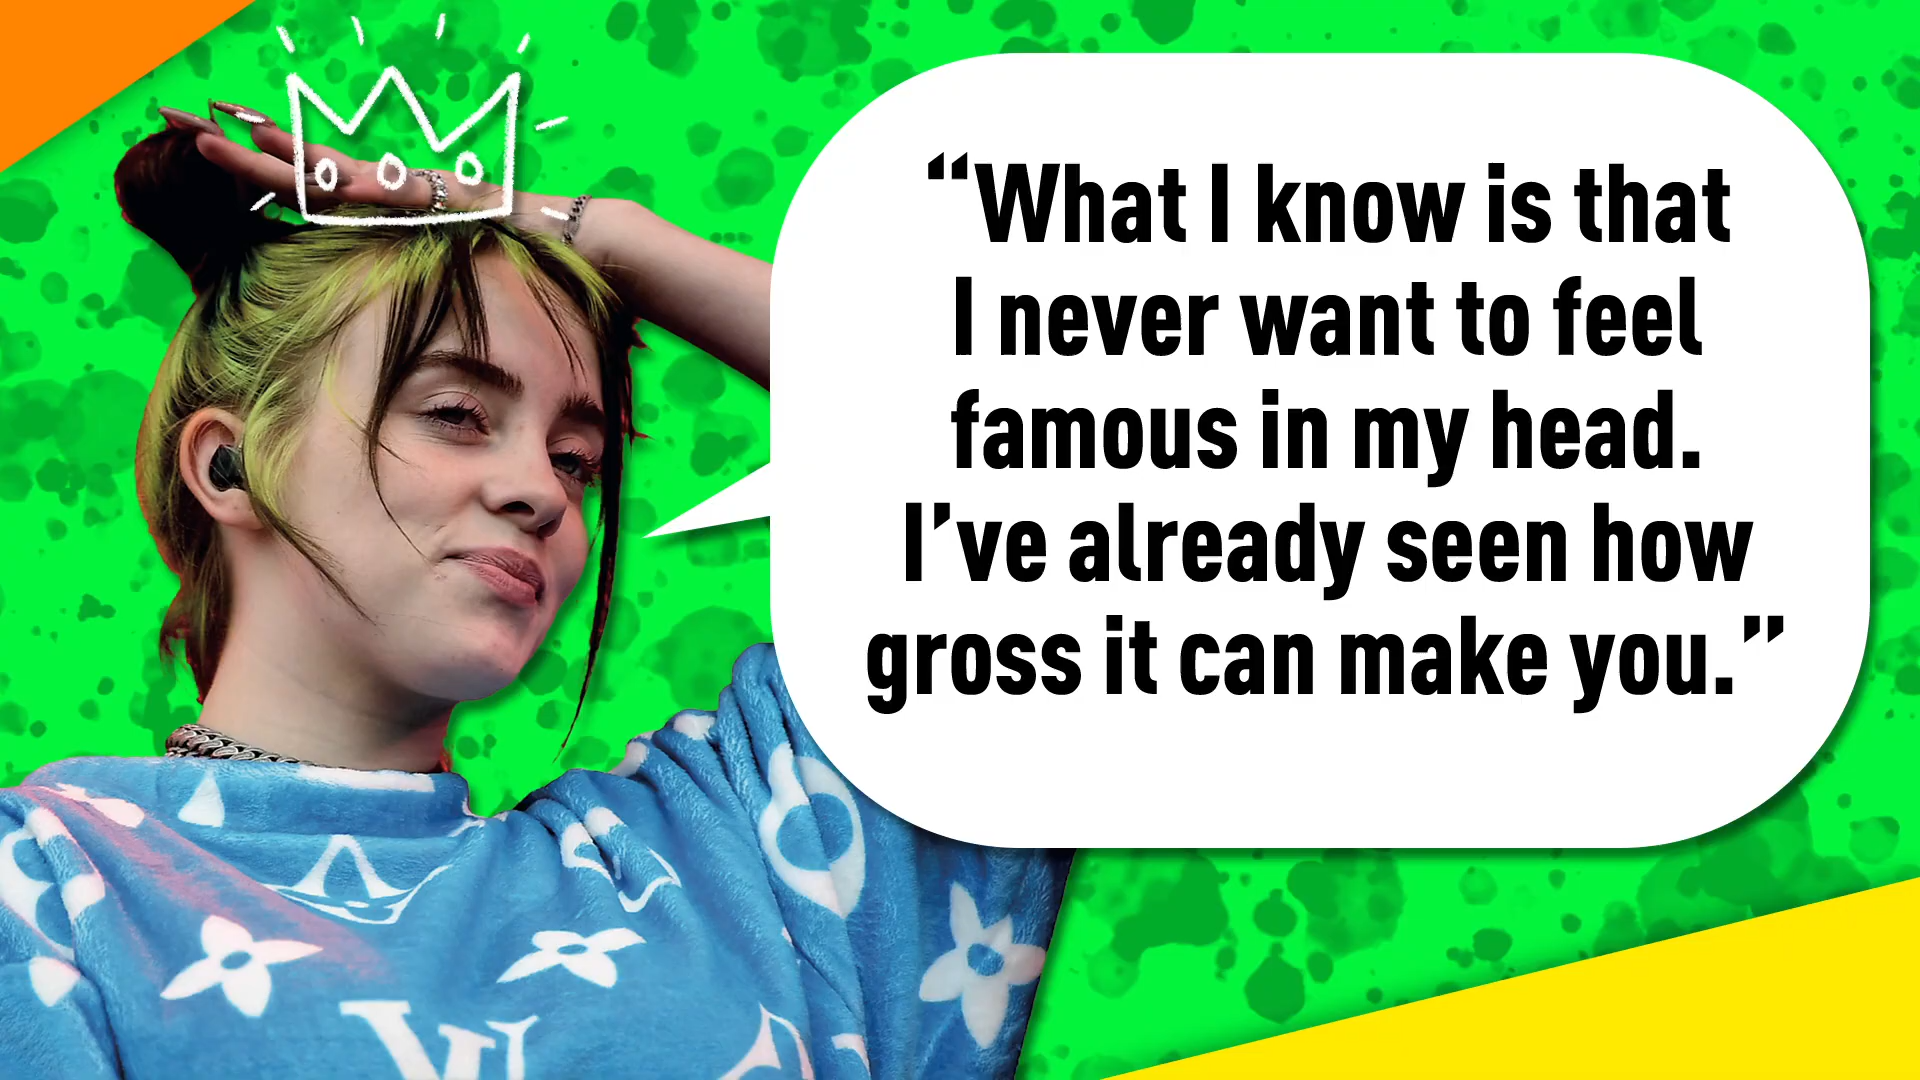 “What I know is that
I never want to feel
famous in my head.
I’ve already seen how
gross it can make you.”